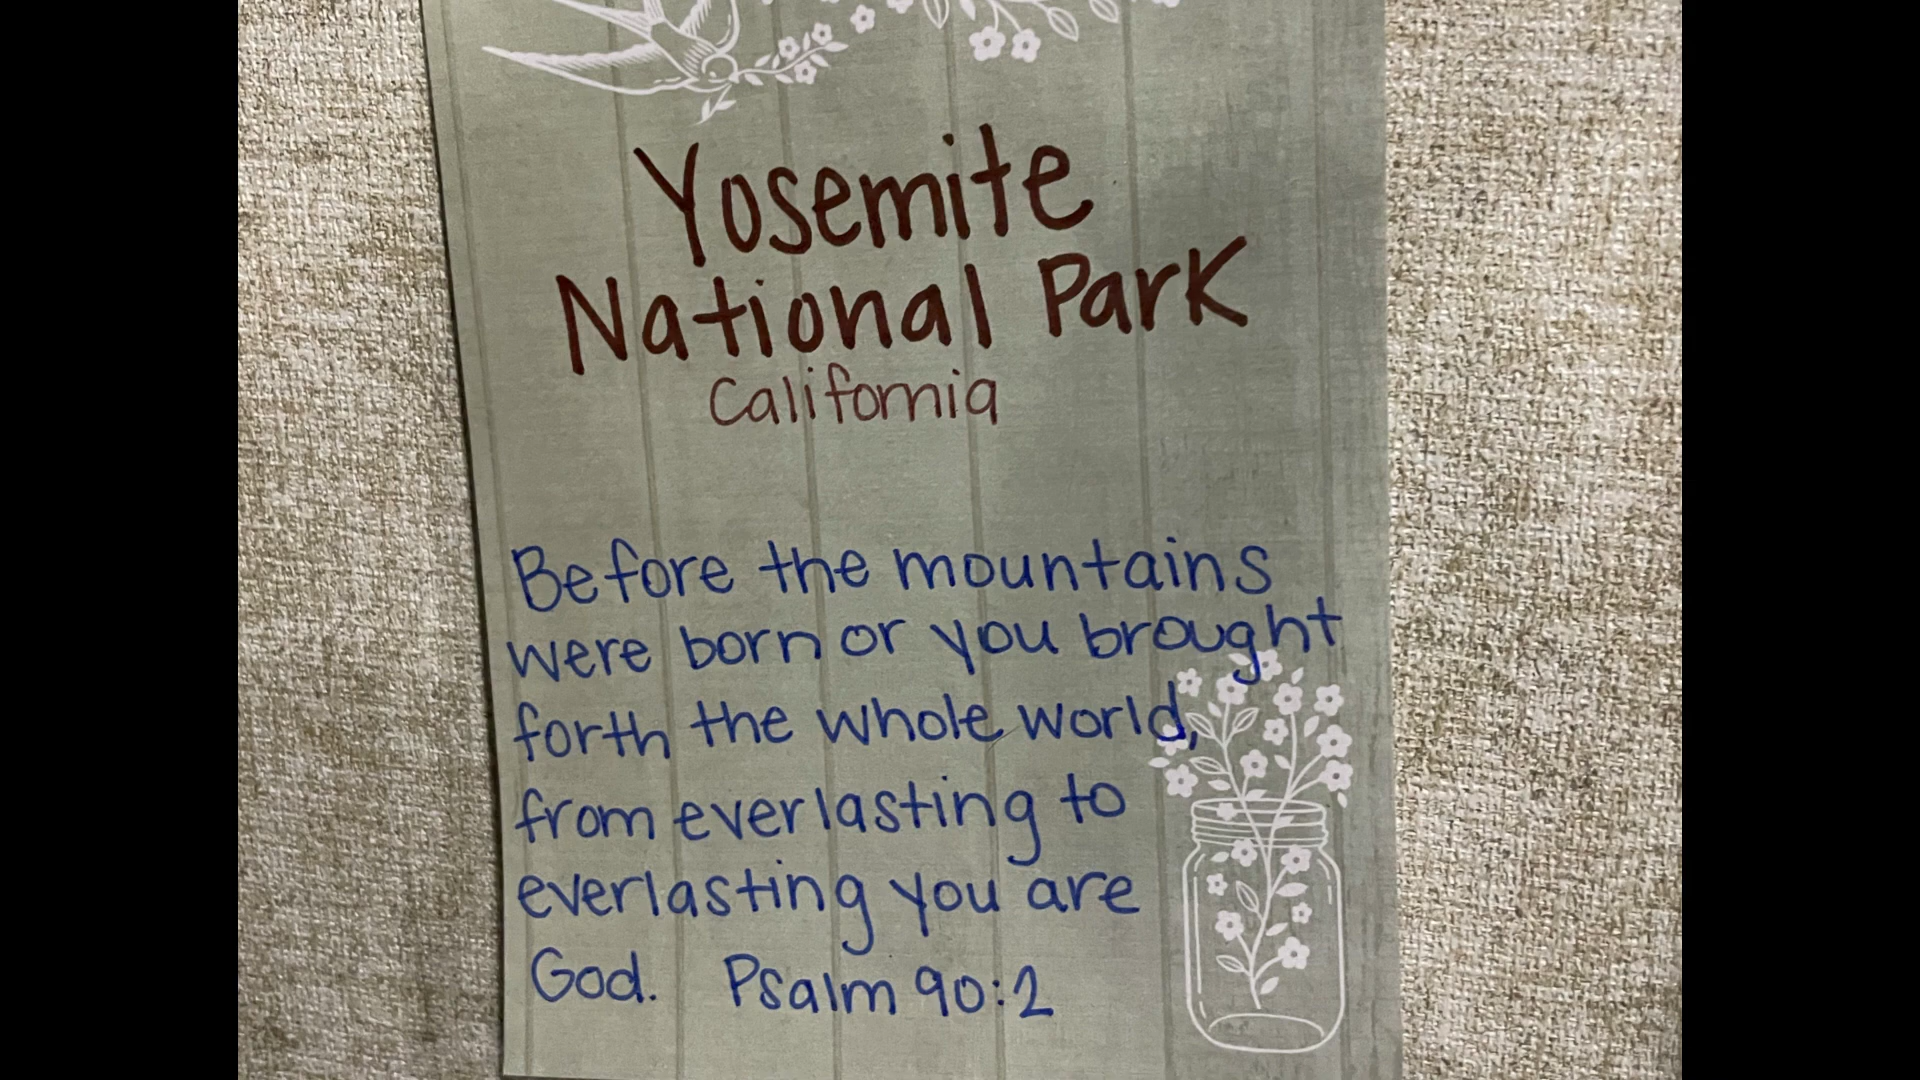 Yosemite
National Park
California
Before the mountains
were born or you brought
forth the whole world,
from everlasting to
everlasting you are
God. Psalm 90:2